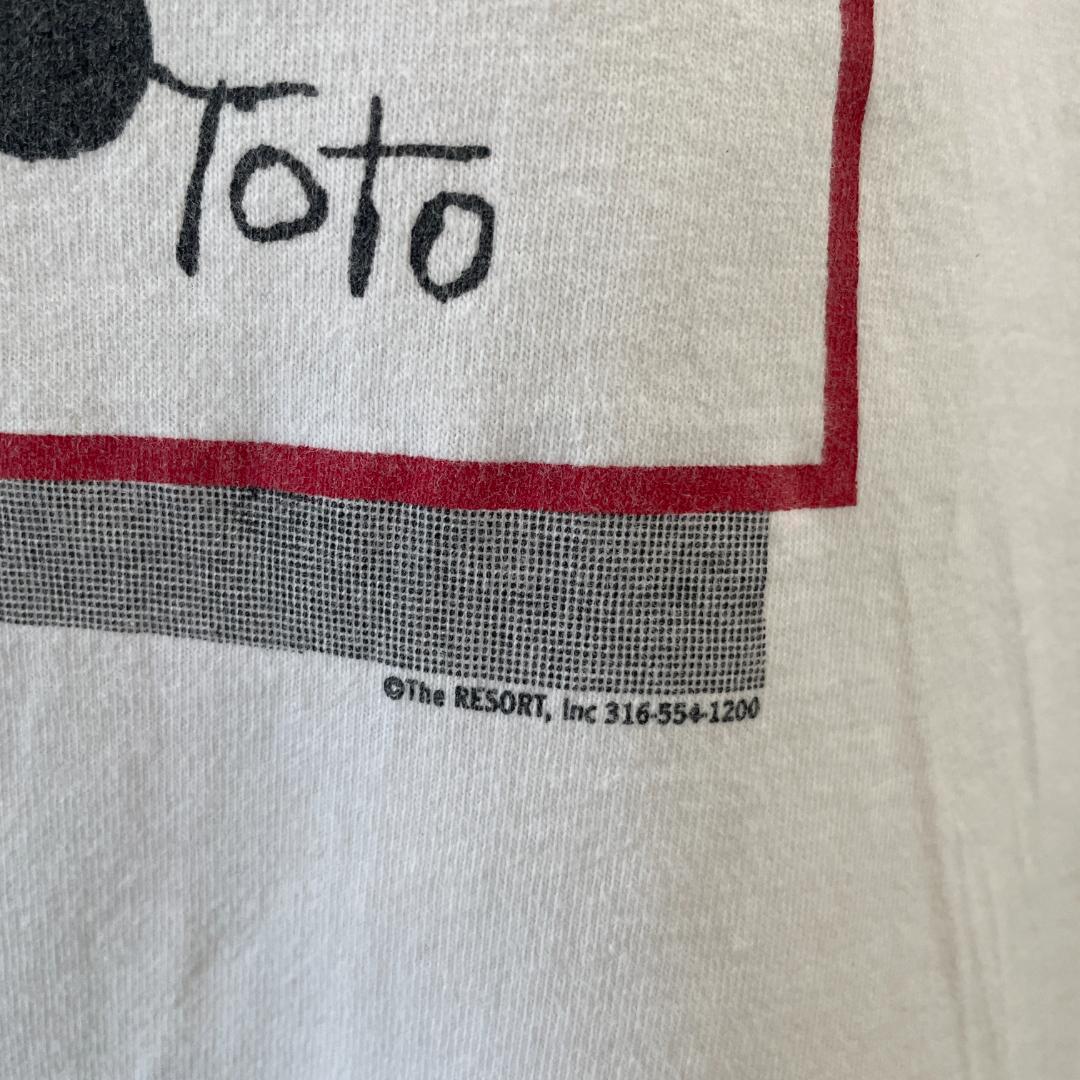 Toto
©The RESORT, Inc 316-554-1200